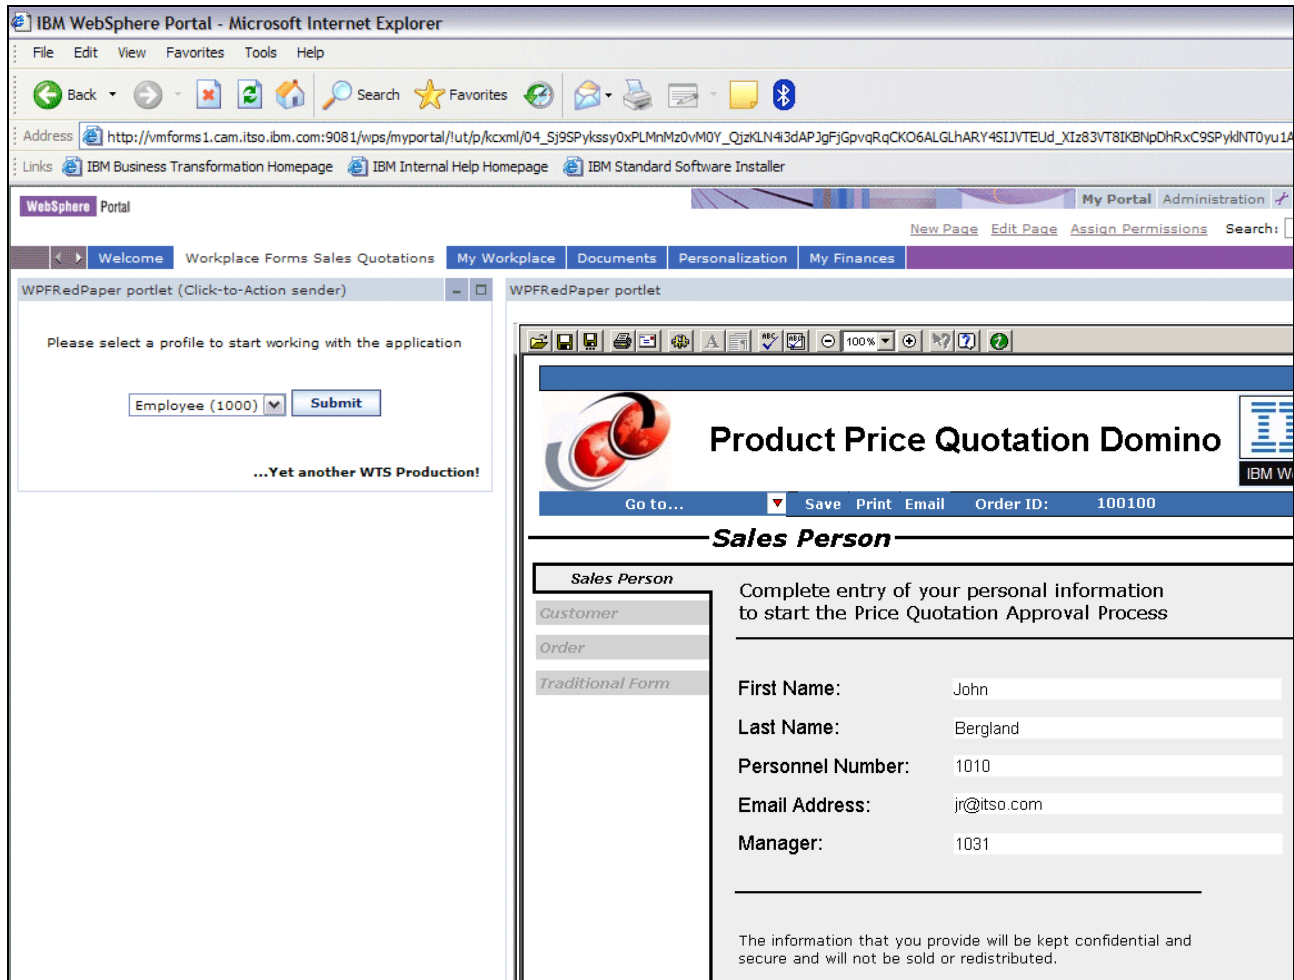 IBM WebSphere Portal - Microsoft Internet Explorer
File Edit View Favorites Tools Help
Back Search Favorites
Address http://vmforms1.cam.itso.ibm.com:9081/wps/myportal/!ut/p/kcxml/04_Sj9SPykssy0xPLMnMz0vM0Y_QjzKLN4i3dAPJgFjGpvqRqCKO6ALGLhARY4SIJVTEUd_XIz83VT8IKBNpDhRxC9SPyklNT0yu1A
Links IBM Business Transformation Homepage IBM Internal Help Homepage IBM Standard Software Installer
WebSphere Portal
My Portal Administration
New Page Edit Page Assign Permissions Search:
Welcome Workplace Forms Sales Quotations My Workplace Documents Personalization My Finances
WPFRedPaper portlet (Click-to-Action sender)
WPFRedPaper portlet
Please select a profile to start working with the application
Employee (1000) Submit
...Yet another WTS Production!
100%
Product Price Quotation Domino
IBM W
Go to... Save Print Email Order ID: 100100
Sales Person
Sales Person
Customer
Order
Traditional Form
Complete entry of your personal information
to start the Price Quotation Approval Process
First Name: John
Last Name: Bergland
Personnel Number: 1010
Email Address: jr@itso.com
Manager: 1031
The information that you provide will be kept confidential and
secure and will not be sold or redistributed.